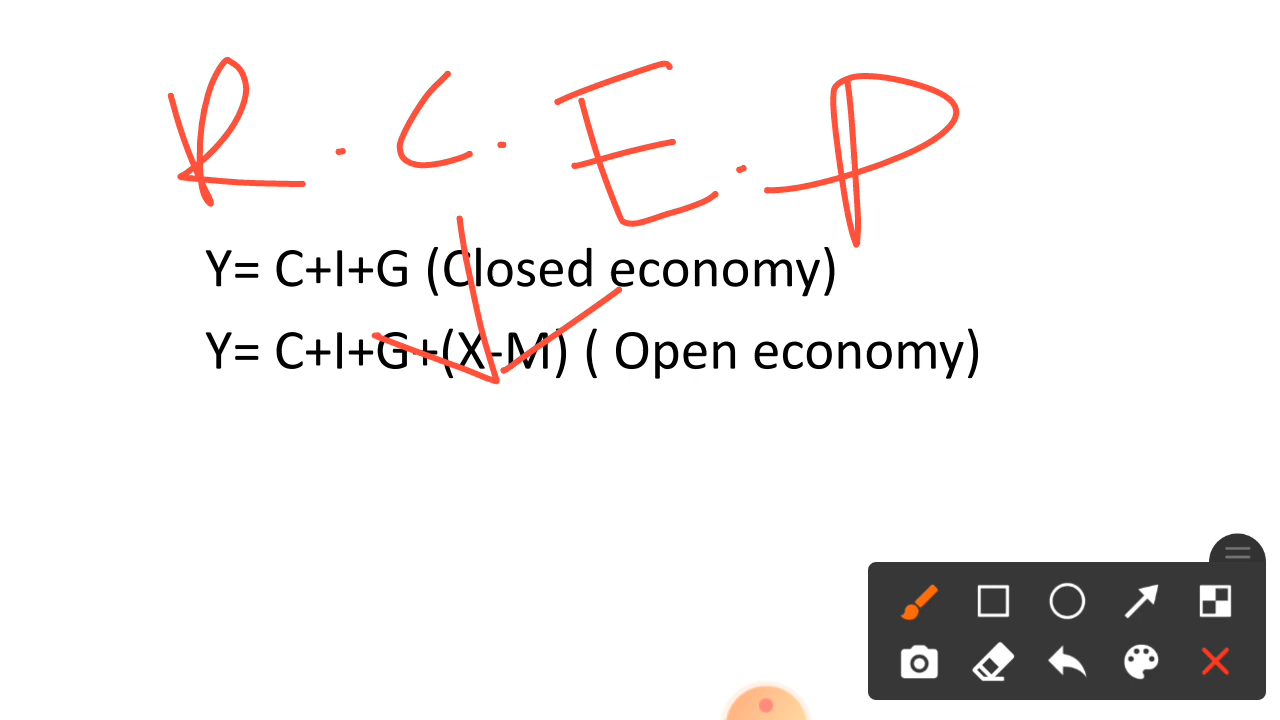 R.C.E.P
Y= C+I+G (Closed economy)
Y= C+I+G+(X-M) ( Open economy)